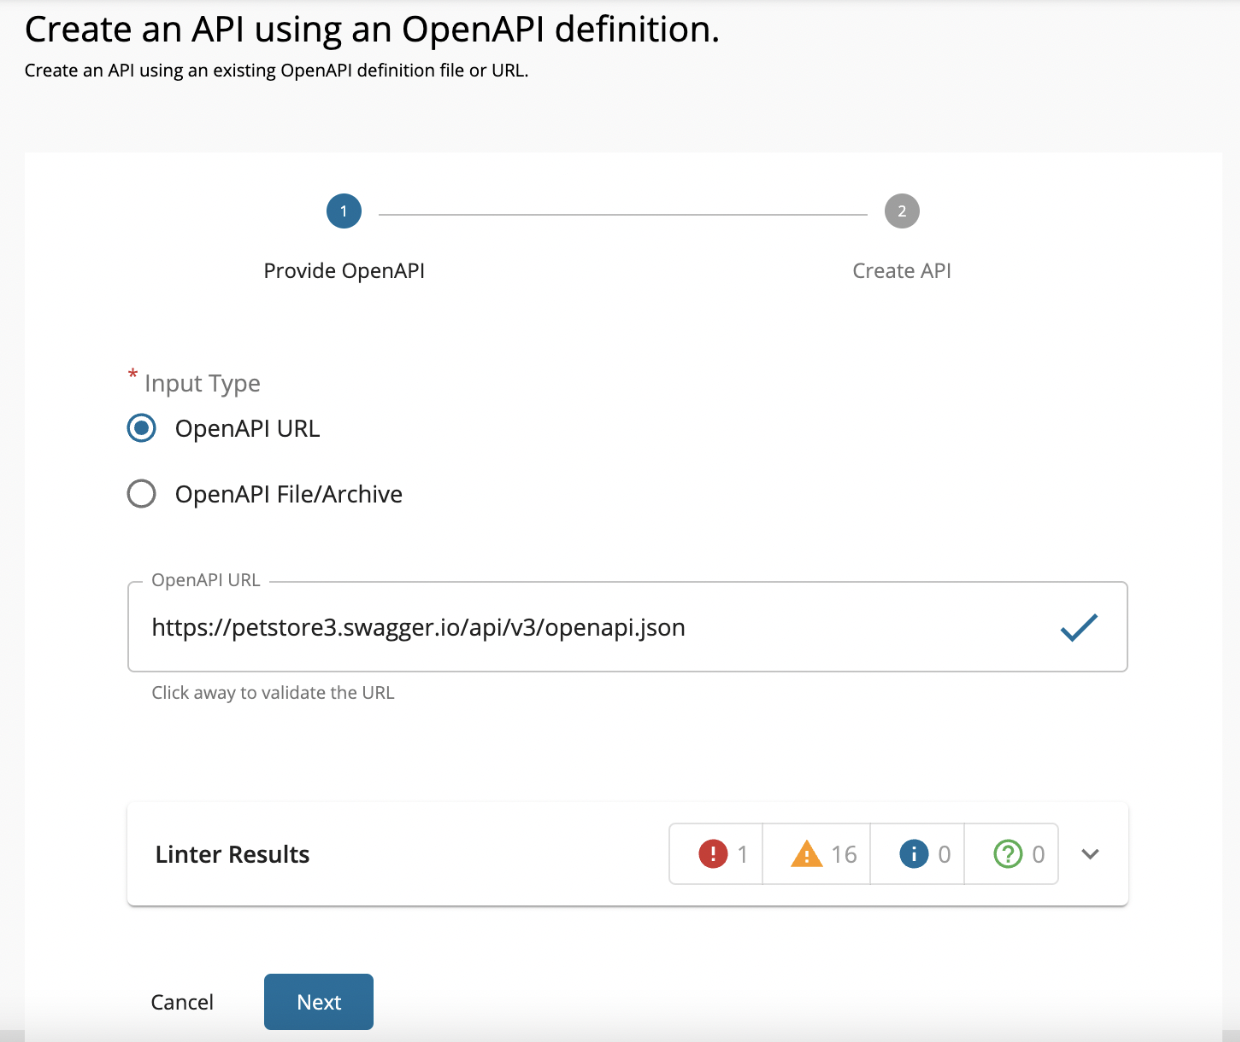 Create an API using an OpenAPI definition.
Create an API using an existing OpenAPI definition file or URL.
1
2
Provide OpenAPI
Create API
* Input Type
OpenAPI URL
OpenAPI File/Archive
OpenAPI URL
https://petstore3.swagger.io/api/v3/openapi.json
Click away to validate the URL
Linter Results ! 1 ! 16 i 0 ? 0
Cancel Next